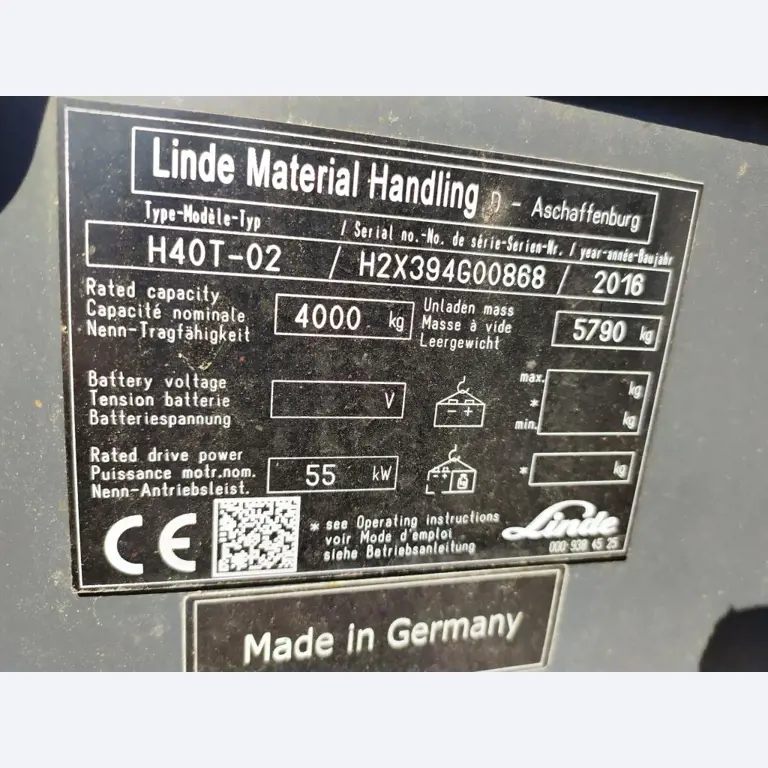 Linde Material Handling - Aschaffenburg
Type-Modèle-Typ / Serial no.-No. de série-Serien-Nr. / year-année-Baujahr
H40T-02 / H2X394G00868 / 2016
Rated capacity
Capacité nominale
Nenn-Tragfähigkeit
4000 kg
Unladen mass
Masse à vide
Leergewicht
5790 kg
Battery voltage
Tension batterie
Batteriespannung
V
max. kg
*
min. kg
Rated drive power
Puissance motr.nom.
Nenn-Antriebsleist.
55 kW
* kg
CE
* see Operating instructions
voir Mode d'emploi
siehe Betriebsanleitung
Linde
000 938 45 25
Made in Germany